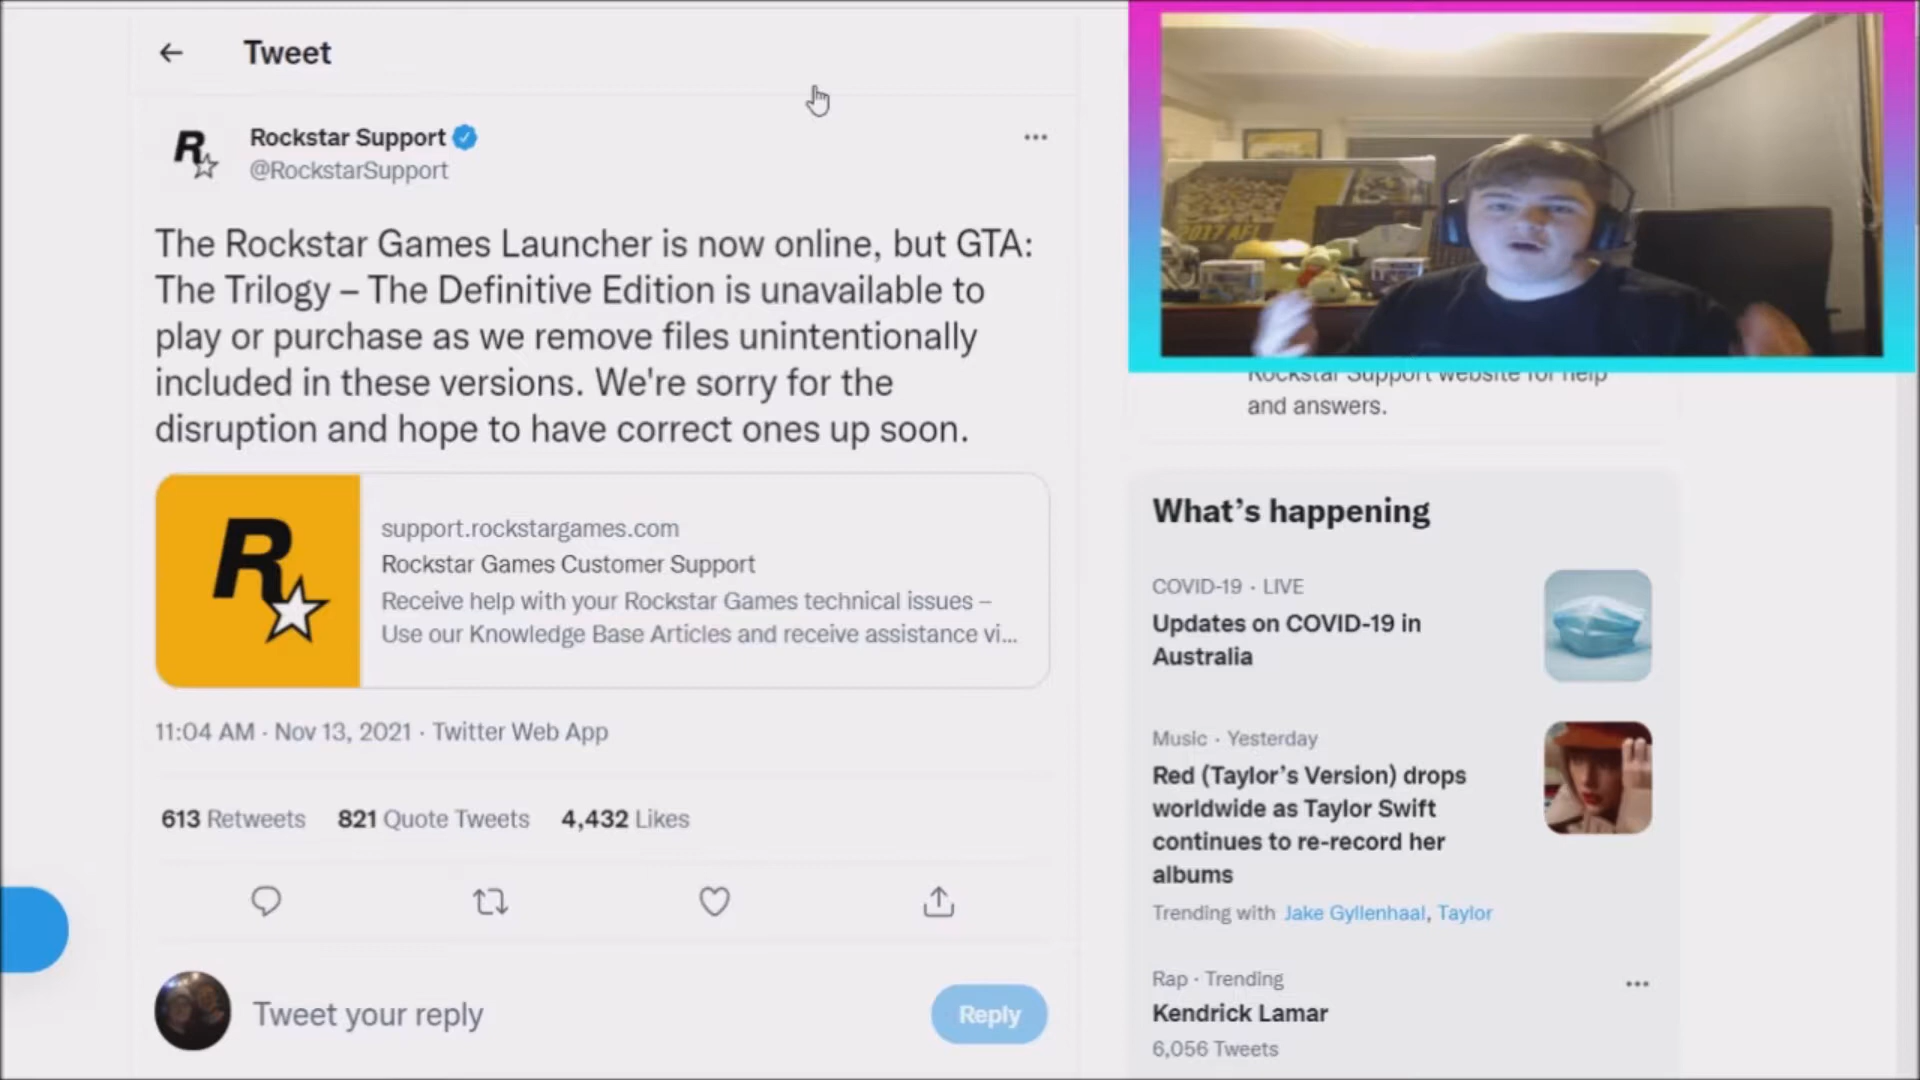 Tweet
Rockstar Support
@RockstarSupport
The Rockstar Games Launcher is now online, but GTA:
The Trilogy – The Definitive Edition is unavailable to
play or purchase as we remove files unintentionally
included in these versions. We're sorry for the
disruption and hope to have correct ones up soon.
R
support.rockstargames.com
Rockstar Games Customer Support
Receive help with your Rockstar Games technical issues –
Use our Knowledge Base Articles and receive assistance vi...
11:04 AM · Nov 13, 2021 · Twitter Web App
613 Retweets 821 Quote Tweets 4,432 Likes
Tweet your reply
Reply
2017 AFL
Rockstar Support website for help
and answers.
What's happening
COVID-19 · LIVE
Updates on COVID-19 in
Australia
Music · Yesterday
Red (Taylor's Version) drops
worldwide as Taylor Swift
continues to re-record her
albums
Trending with Jake Gyllenhaal, Taylor
Rap · Trending
Kendrick Lamar
6,056 Tweets